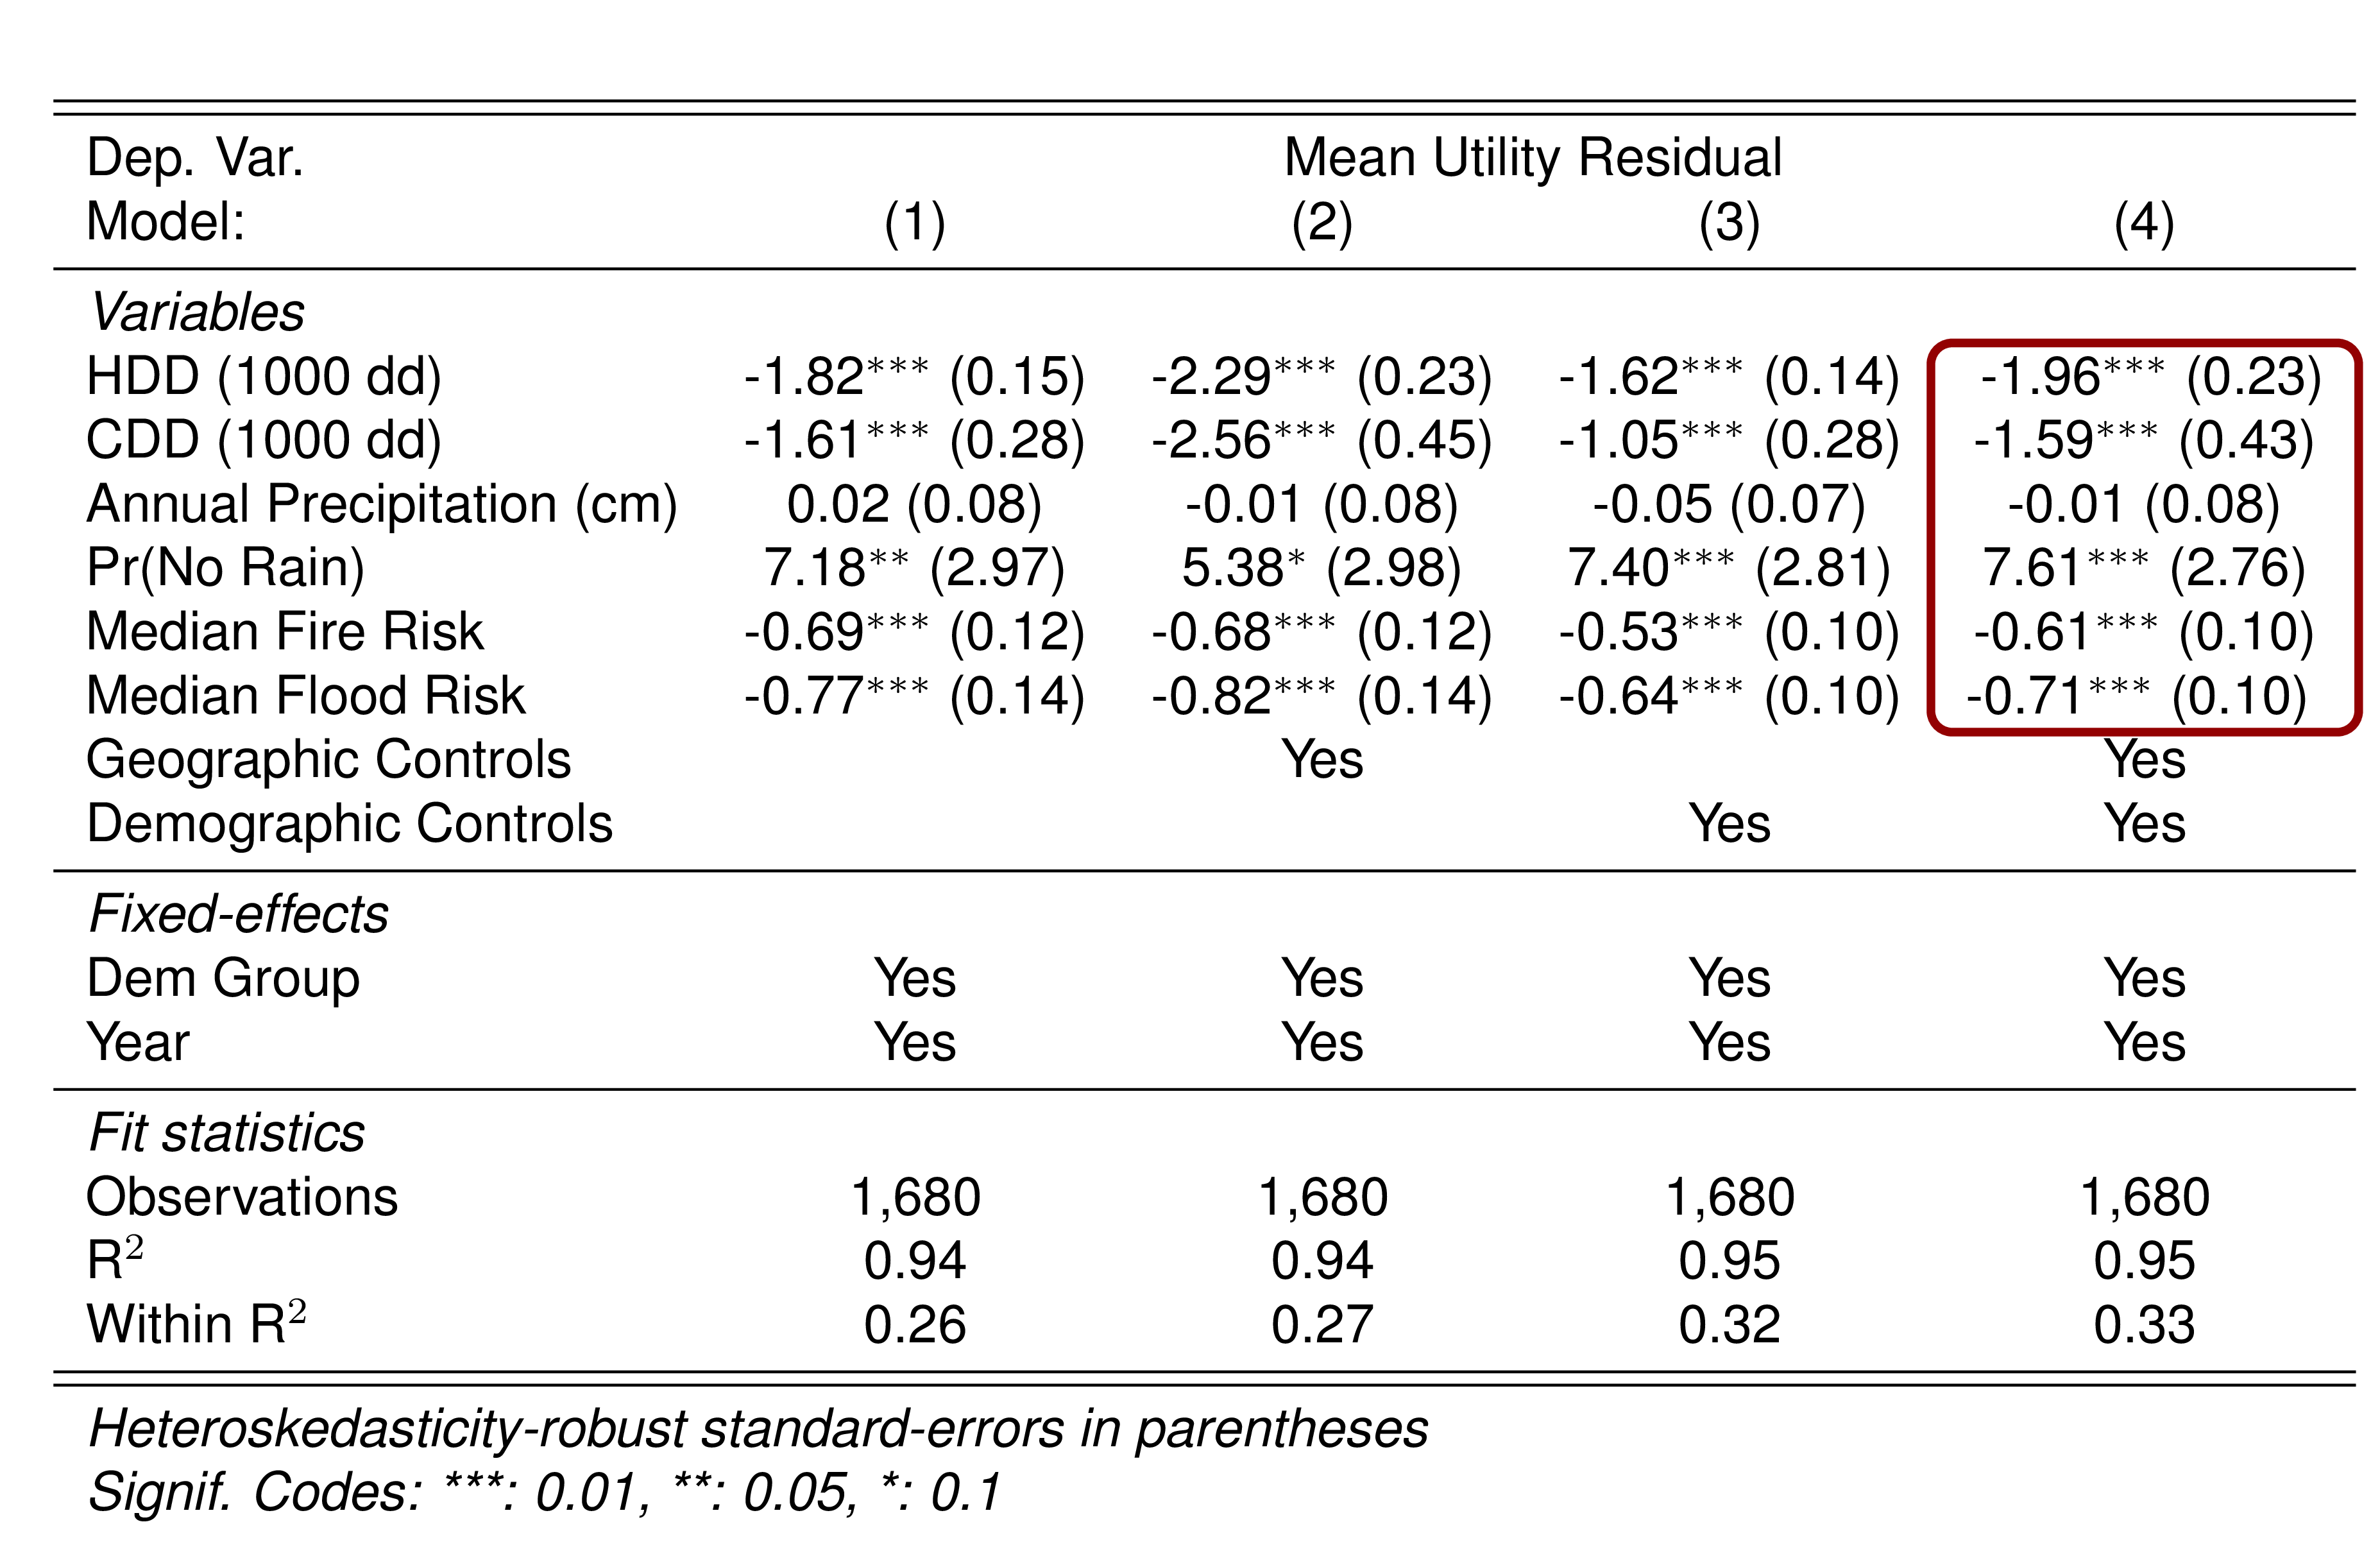 Dep. Var. Mean Utility Residual
Model: (1) (2) (3) (4)
Variables
HDD (1000 dd) -1.82*** (0.15) -2.29*** (0.23) -1.62*** (0.14) -1.96*** (0.23)
CDD (1000 dd) -1.61*** (0.28) -2.56*** (0.45) -1.05*** (0.28) -1.59*** (0.43)
Annual Precipitation (cm) 0.02 (0.08) -0.01 (0.08) -0.05 (0.07) -0.01 (0.08)
Pr(No Rain) 7.18** (2.97) 5.38* (2.98) 7.40*** (2.81) 7.61*** (2.76)
Median Fire Risk -0.69*** (0.12) -0.68*** (0.12) -0.53*** (0.10) -0.61*** (0.10)
Median Flood Risk -0.77*** (0.14) -0.82*** (0.14) -0.64*** (0.10) -0.71*** (0.10)
Geographic Controls Yes Yes
Demographic Controls Yes Yes
Fixed-effects
Dem Group Yes Yes Yes Yes
Year Yes Yes Yes Yes
Fit statistics
Observations 1,680 1,680 1,680 1,680
R² 0.94 0.94 0.95 0.95
Within R² 0.26 0.27 0.32 0.33
Heteroskedasticity-robust standard-errors in parentheses
Signif. Codes: ***: 0.01, **: 0.05, *: 0.1